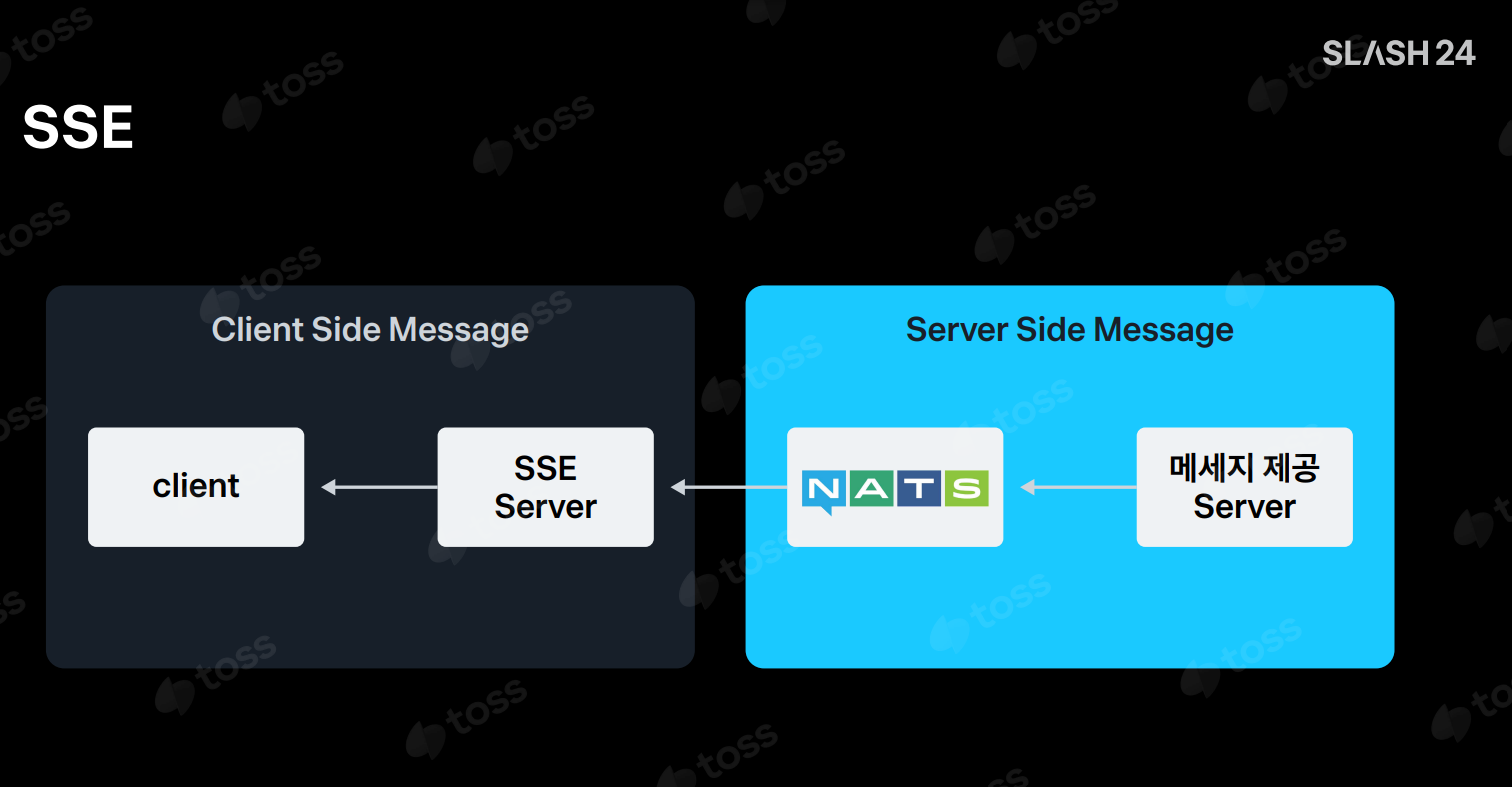 SLASH 24
SSE
Client Side Message
client
SSE
Server
Server Side Message
NATS
메세지 제공
Server
toss